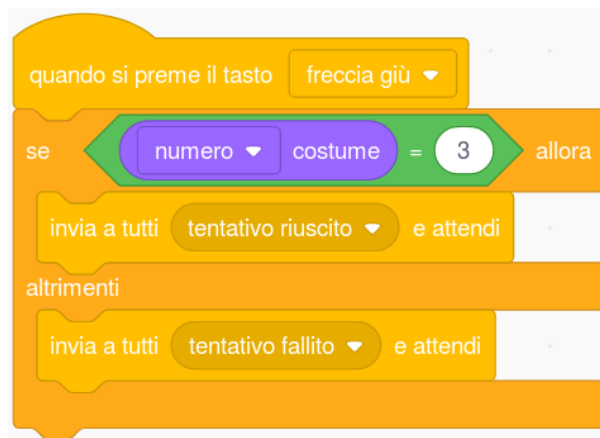 quando si preme il tasto freccia giù
se numero costume = 3 allora
invia a tutti tentativo riuscito e attendi
altrimenti
invia a tutti tentativo fallito e attendi